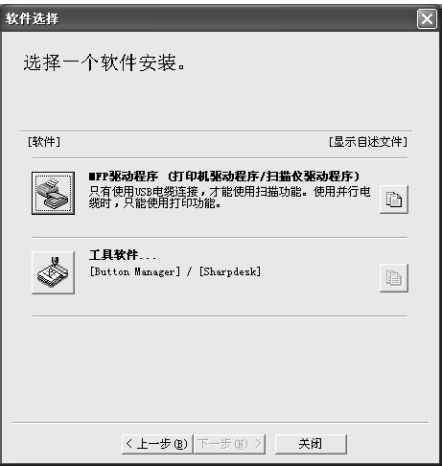 软件选择
选择一个软件安装。
[软件] [显示自述文件]
MFP驱动程序 (打印机驱动程序/扫描仪驱动程序)
只有使用USB电缆连接，才能使用扫描功能。使用并行电
缆时，只能使用打印功能。
工具软件...
[Button Manager] / [Sharpdesk]
< 上一步(B) 下一步(N) > 关闭